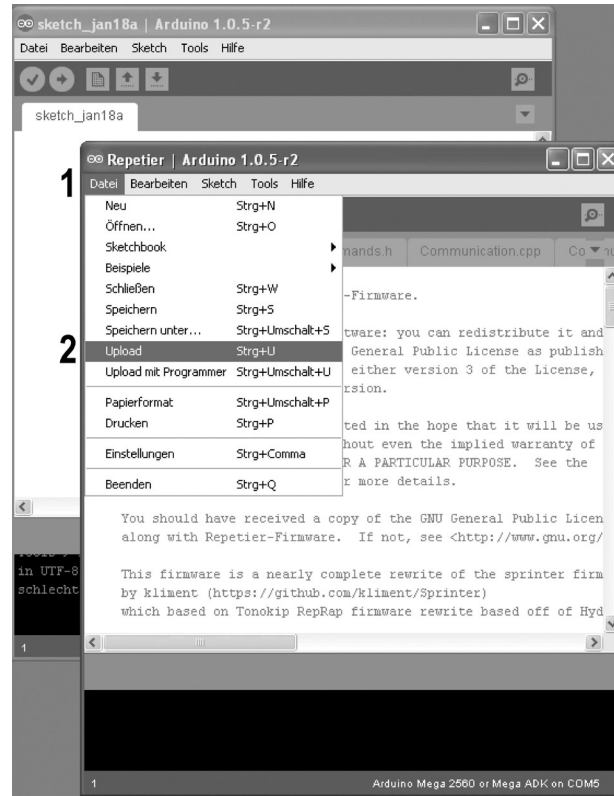 sketch_jan18a | Arduino 1.0.5-r2
Datei Bearbeiten Sketch Tools Hilfe
sketch_jan18a
Repetier | Arduino 1.0.5-r2
1
Datei Bearbeiten Sketch Tools Hilfe
Neu Strg+N
Öffnen... Strg+O
Sketchbook
mands.h Communication.cpp Co
Beispiele
Schließen Strg+W
-Firmware.
Speichern Strg+S
Speichern unter... Strg+Umschalt+S
tware: you can redistribute it and
2
Upload Strg+U
General Public License as publish
Upload mit Programmer Strg+Umschalt+U
either version 3 of the License,
rsion.
Papierformat Strg+Umschalt+P
Drucken Strg+P
ted in the hope that it will be us
hout even the implied warranty of
Einstellungen Strg+Comma
R A PARTICULAR PURPOSE. See the
Beenden Strg+Q
r more details.
You should have received a copy of the GNU General Public Licen
along with Repetier-Firmware. If not, see <http://www.gnu.org/
in UTF-8
This firmware is a nearly complete rewrite of the sprinter firm
schlecht
by kliment (https://github.com/kliment/Sprinter)
which based on Tonokip RepRap firmware rewrite based off of Hyd
1
1
Arduino Mega 2560 or Mega ADK on COM5